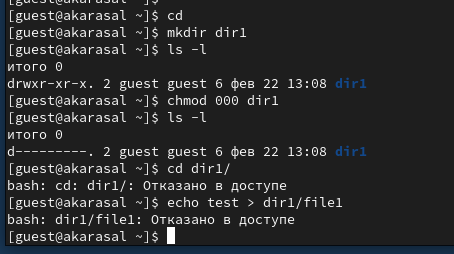 [guest@akarasal ~]$ cd
[guest@akarasal ~]$ mkdir dir1
[guest@akarasal ~]$ ls -l
итого 0
drwxr-xr-x. 2 guest guest 6 фев 22 13:08 dir1
[guest@akarasal ~]$ chmod 000 dir1
[guest@akarasal ~]$ ls -l
итого 0
d---------. 2 guest guest 6 фев 22 13:08 dir1
[guest@akarasal ~]$ cd dir1/
bash: cd: dir1/: Отказано в доступе
[guest@akarasal ~]$ echo test > dir1/file1
bash: dir1/file1: Отказано в доступе
[guest@akarasal ~]$